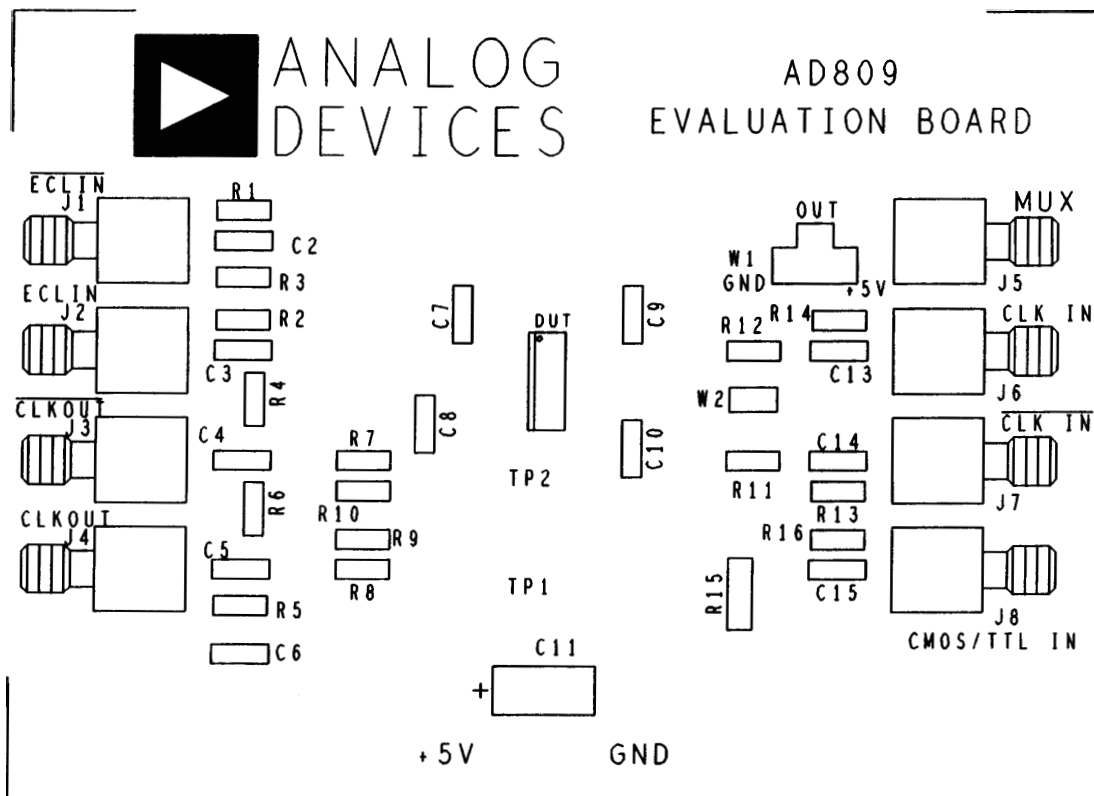 ANALOG
DEVICES
AD809
EVALUATION BOARD
ECLIN
J1
R1
C2
R3
ECLIN
J2
R2
C3
R4
CLKOUT
J3
C4
R6
CLKOUT
J4
C5
R5
C6
R7
R10
R9
R8
C7
C8
DUT
C9
C10
TP2
TP1
C11
+
+5V
GND
OUT
W1
GND
+5V
R14
R12
C13
W2
C14
R11
R13
R16
R15
C15
MUX
J5
CLK IN
J6
CLK IN
J7
J8
CMOS/TTL IN